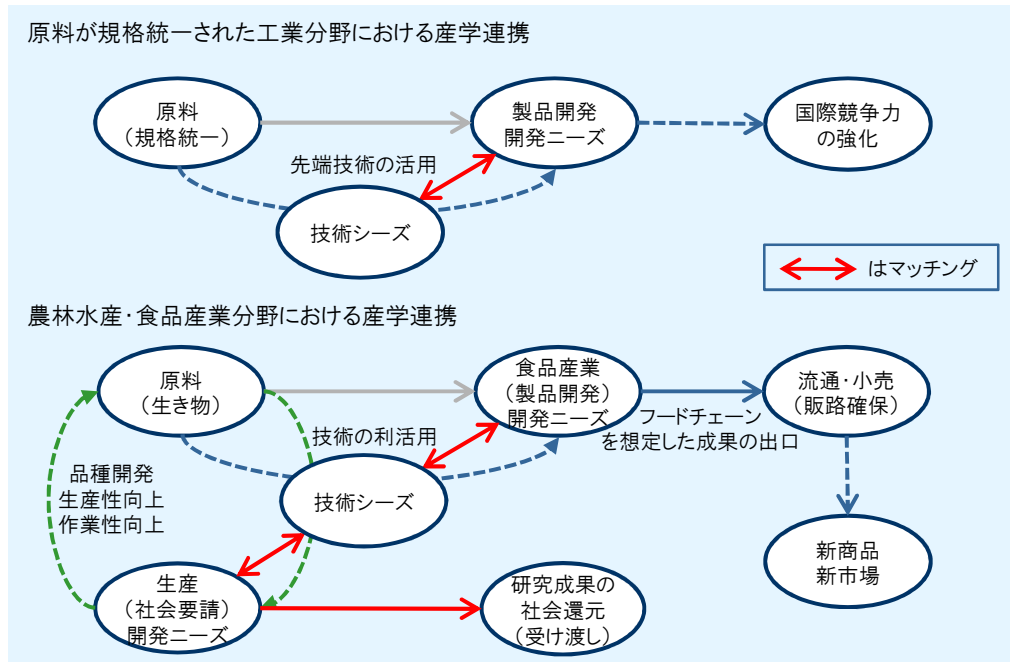 原料が規格統一された工業分野における産学連携
原料
（規格統一）
製品開発
開発ニーズ
国際競争力
の強化
先端技術の活用
技術シーズ
はマッチング
農林水産・食品産業分野における産学連携
原料
（生き物）
食品産業
（製品開発）
開発ニーズ
流通・小売
（販路確保）
技術の利活用
フードチェーン
を想定した成果の出口
品種開発
生産性向上
作業性向上
技術シーズ
新商品
新市場
生産
（社会要請）
開発ニーズ
研究成果の
社会還元
（受け渡し）